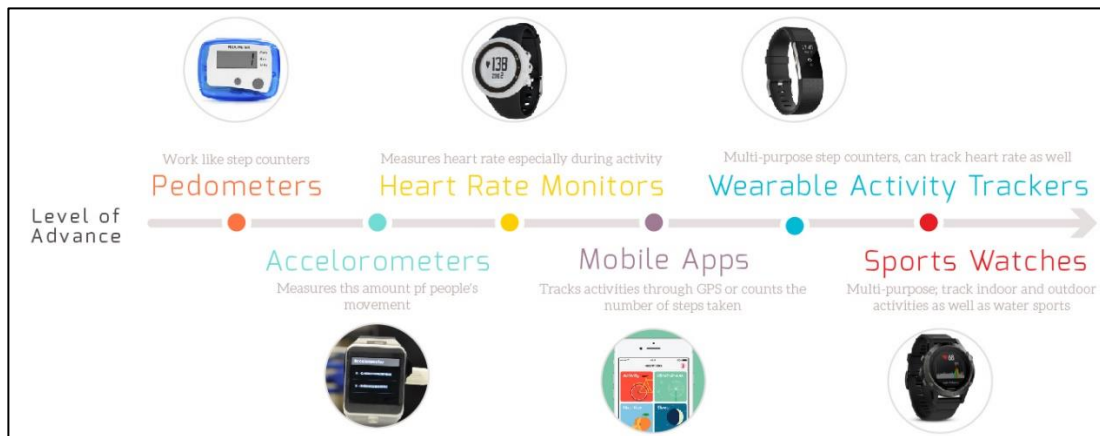 Work like step counters
Pedometers
Measures heart rate especially during activity
Heart Rate Monitors
Multi-purpose step counters, can track heart rate as well
Wearable Activity Trackers
Level of
Advance
Accelorometers
Measures ths amount pf people's
movement
Mobile Apps
Tracks activities through GPS or counts the
number of steps taken
Sports Watches
Multi-purpose; track indoor and outdoor
activities as well as water sports
1
138
Activity